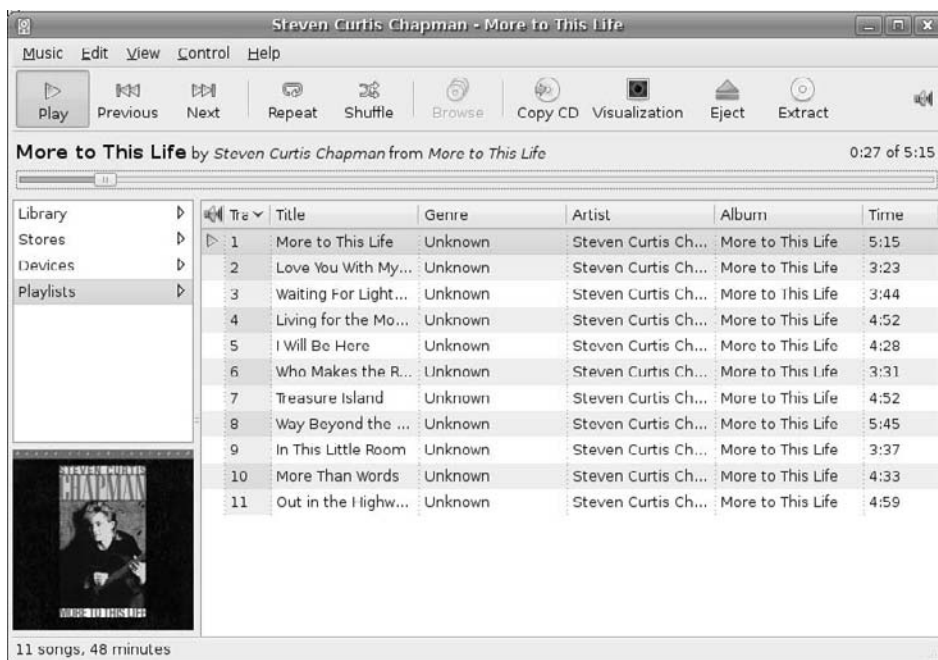 Steven Curtis Chapman - More to This Life
Music Edit View Control Help
Play Previous Next Repeat Shuffle Browse Copy CD Visualization Eject Extract
More to This Life by Steven Curtis Chapman from More to This Life 0:27 of 5:15
Library
Stores
Devices
Playlists
Tra Title Genre Artist Album Time
1 More to This Life Unknown Steven Curtis Ch... More to This Life 5:15
2 Love You With My... Unknown Steven Curtis Ch... More to This Life 3:23
3 Waiting For Light... Unknown Steven Curtis Ch... More to This Life 3:44
4 Living for the Mo... Unknown Steven Curtis Ch... More to This Life 4:52
5 I Will Be Here Unknown Steven Curtis Ch... More to This Life 4:28
6 Who Makes the R... Unknown Steven Curtis Ch... More to This Life 3:31
7 Treasure Island Unknown Steven Curtis Ch... More to This Life 4:52
8 Way Beyond the ... Unknown Steven Curtis Ch... More to This Life 5:45
9 In This Little Room Unknown Steven Curtis Ch... More to This Life 3:37
10 More Than Words Unknown Steven Curtis Ch... More to This Life 4:33
11 Out in the Highw... Unknown Steven Curtis Ch... More to This Life 4:59
STEVEN CURTIS
CHAPMAN
MORE TO THIS LIFE
11 songs, 48 minutes